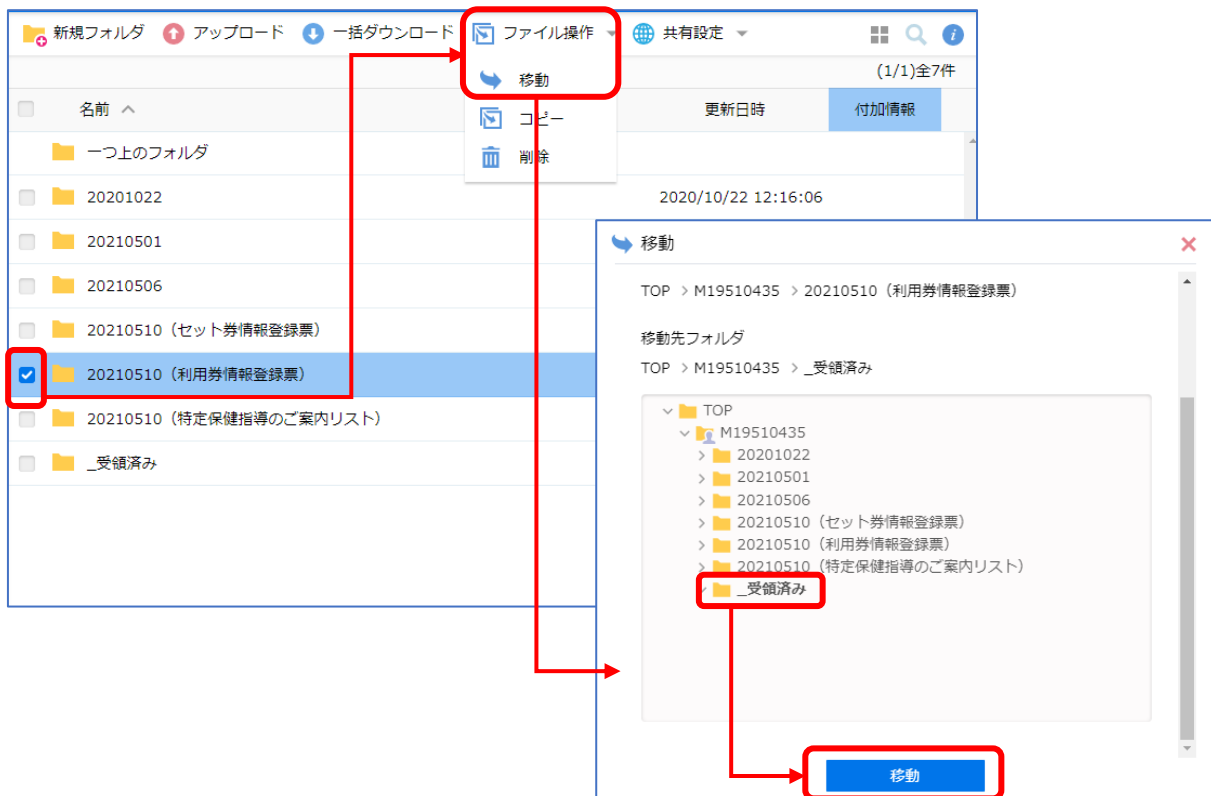 新規フォルダ アップロード 一括ダウンロード ファイル操作 共有設定
(1/1)全7件
移動
コピー
削除
名前 更新日時 付加情報
一つ上のフォルダ
20201022 2020/10/22 12:16:06
20210501
20210506
20210510（セット券情報登録票）
20210510（利用券情報登録票）
20210510（特定保健指導のご案内リスト）
_受領済み
移動
TOP > M19510435 > 20210510（利用券情報登録票）
移動先フォルダ
TOP > M19510435 > _受領済み
TOP
M19510435
20201022
20210501
20210506
20210510（セット券情報登録票）
20210510（利用券情報登録票）
20210510（特定保健指導のご案内リスト）
_受領済み
移動